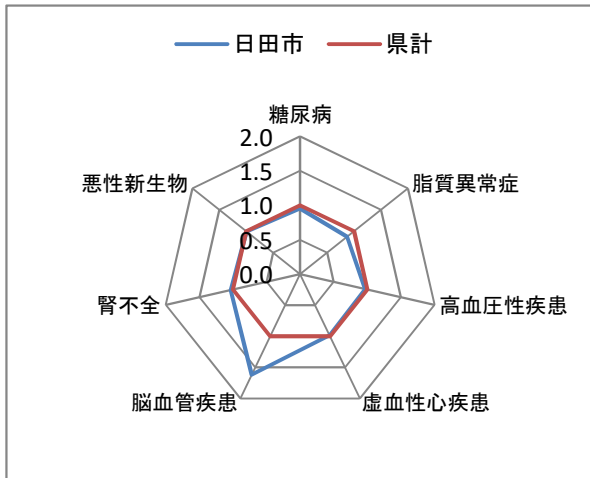 日田市 県計
糖尿病
2.0
1.5
1.0
0.5
0.0
脂質異常症
高血圧性疾患
虚血性心疾患
脳血管疾患
腎不全
悪性新生物